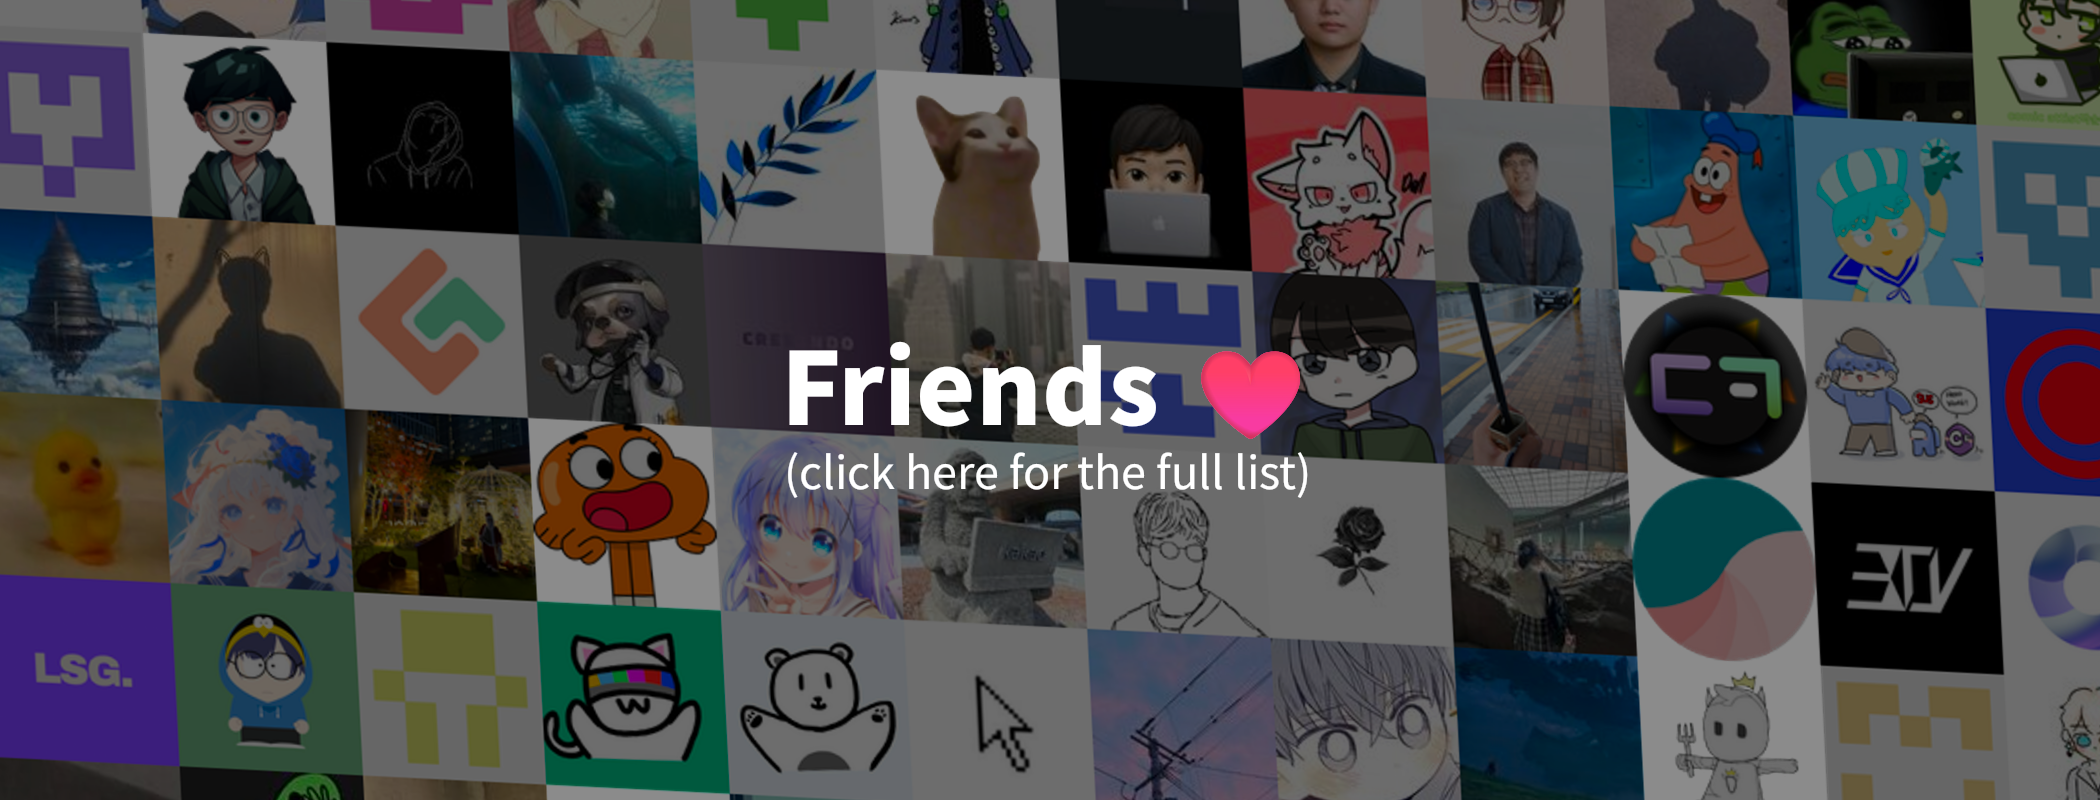 Friends ❤
(click here for the full list)
LSG.